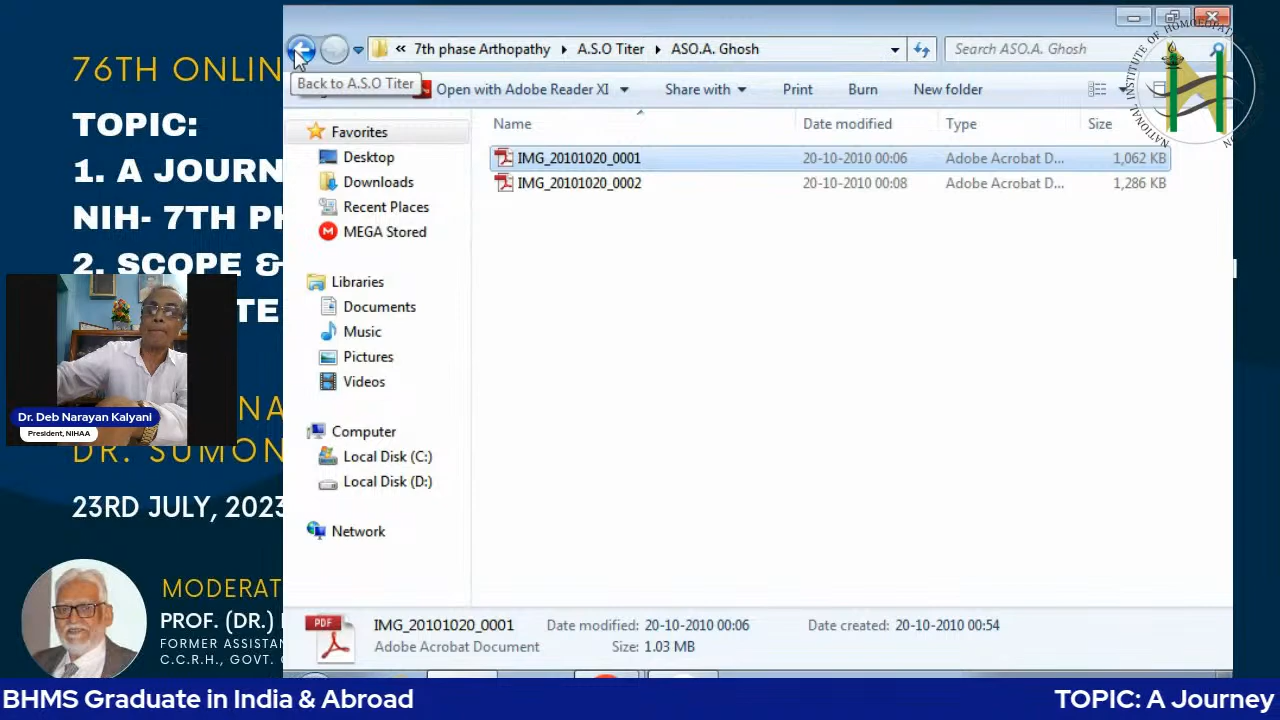 76TH ONLIN
TOPIC:
1. A JOURN
NIH- 7TH PH
2. SCOPE &
TE
NA
DR. SUMON
23RD JULY, 2023
MODERAT
PROF. (DR.)
FORMER ASSISTAN
C.C.R.H., GOVT.
Dr. Deb Narayan Kalyani
President, NIHAA
« 7th phase Arthopathy
A.S.O Titer
ASO.A. Ghosh
Search ASO.A. Ghosh
Back to A.S.O Titer
Open with Adobe Reader XI
Share with
Print
Burn
New folder
Favorites
Desktop
Downloads
Recent Places
MEGA Stored
Libraries
Documents
Music
Pictures
Videos
Computer
Local Disk (C:)
Local Disk (D:)
Network
Name Date modified Type Size
IMG_20101020_0001 20-10-2010 00:06 Adobe Acrobat D... 1,062 KB
IMG_20101020_0002 20-10-2010 00:08 Adobe Acrobat D... 1,286 KB
PDF
IMG_20101020_0001 Date modified: 20-10-2010 00:06 Date created: 20-10-2010 00:54
Adobe Acrobat Document Size: 1.03 MB
BHMS Graduate in India & Abroad
TOPIC: A Journey